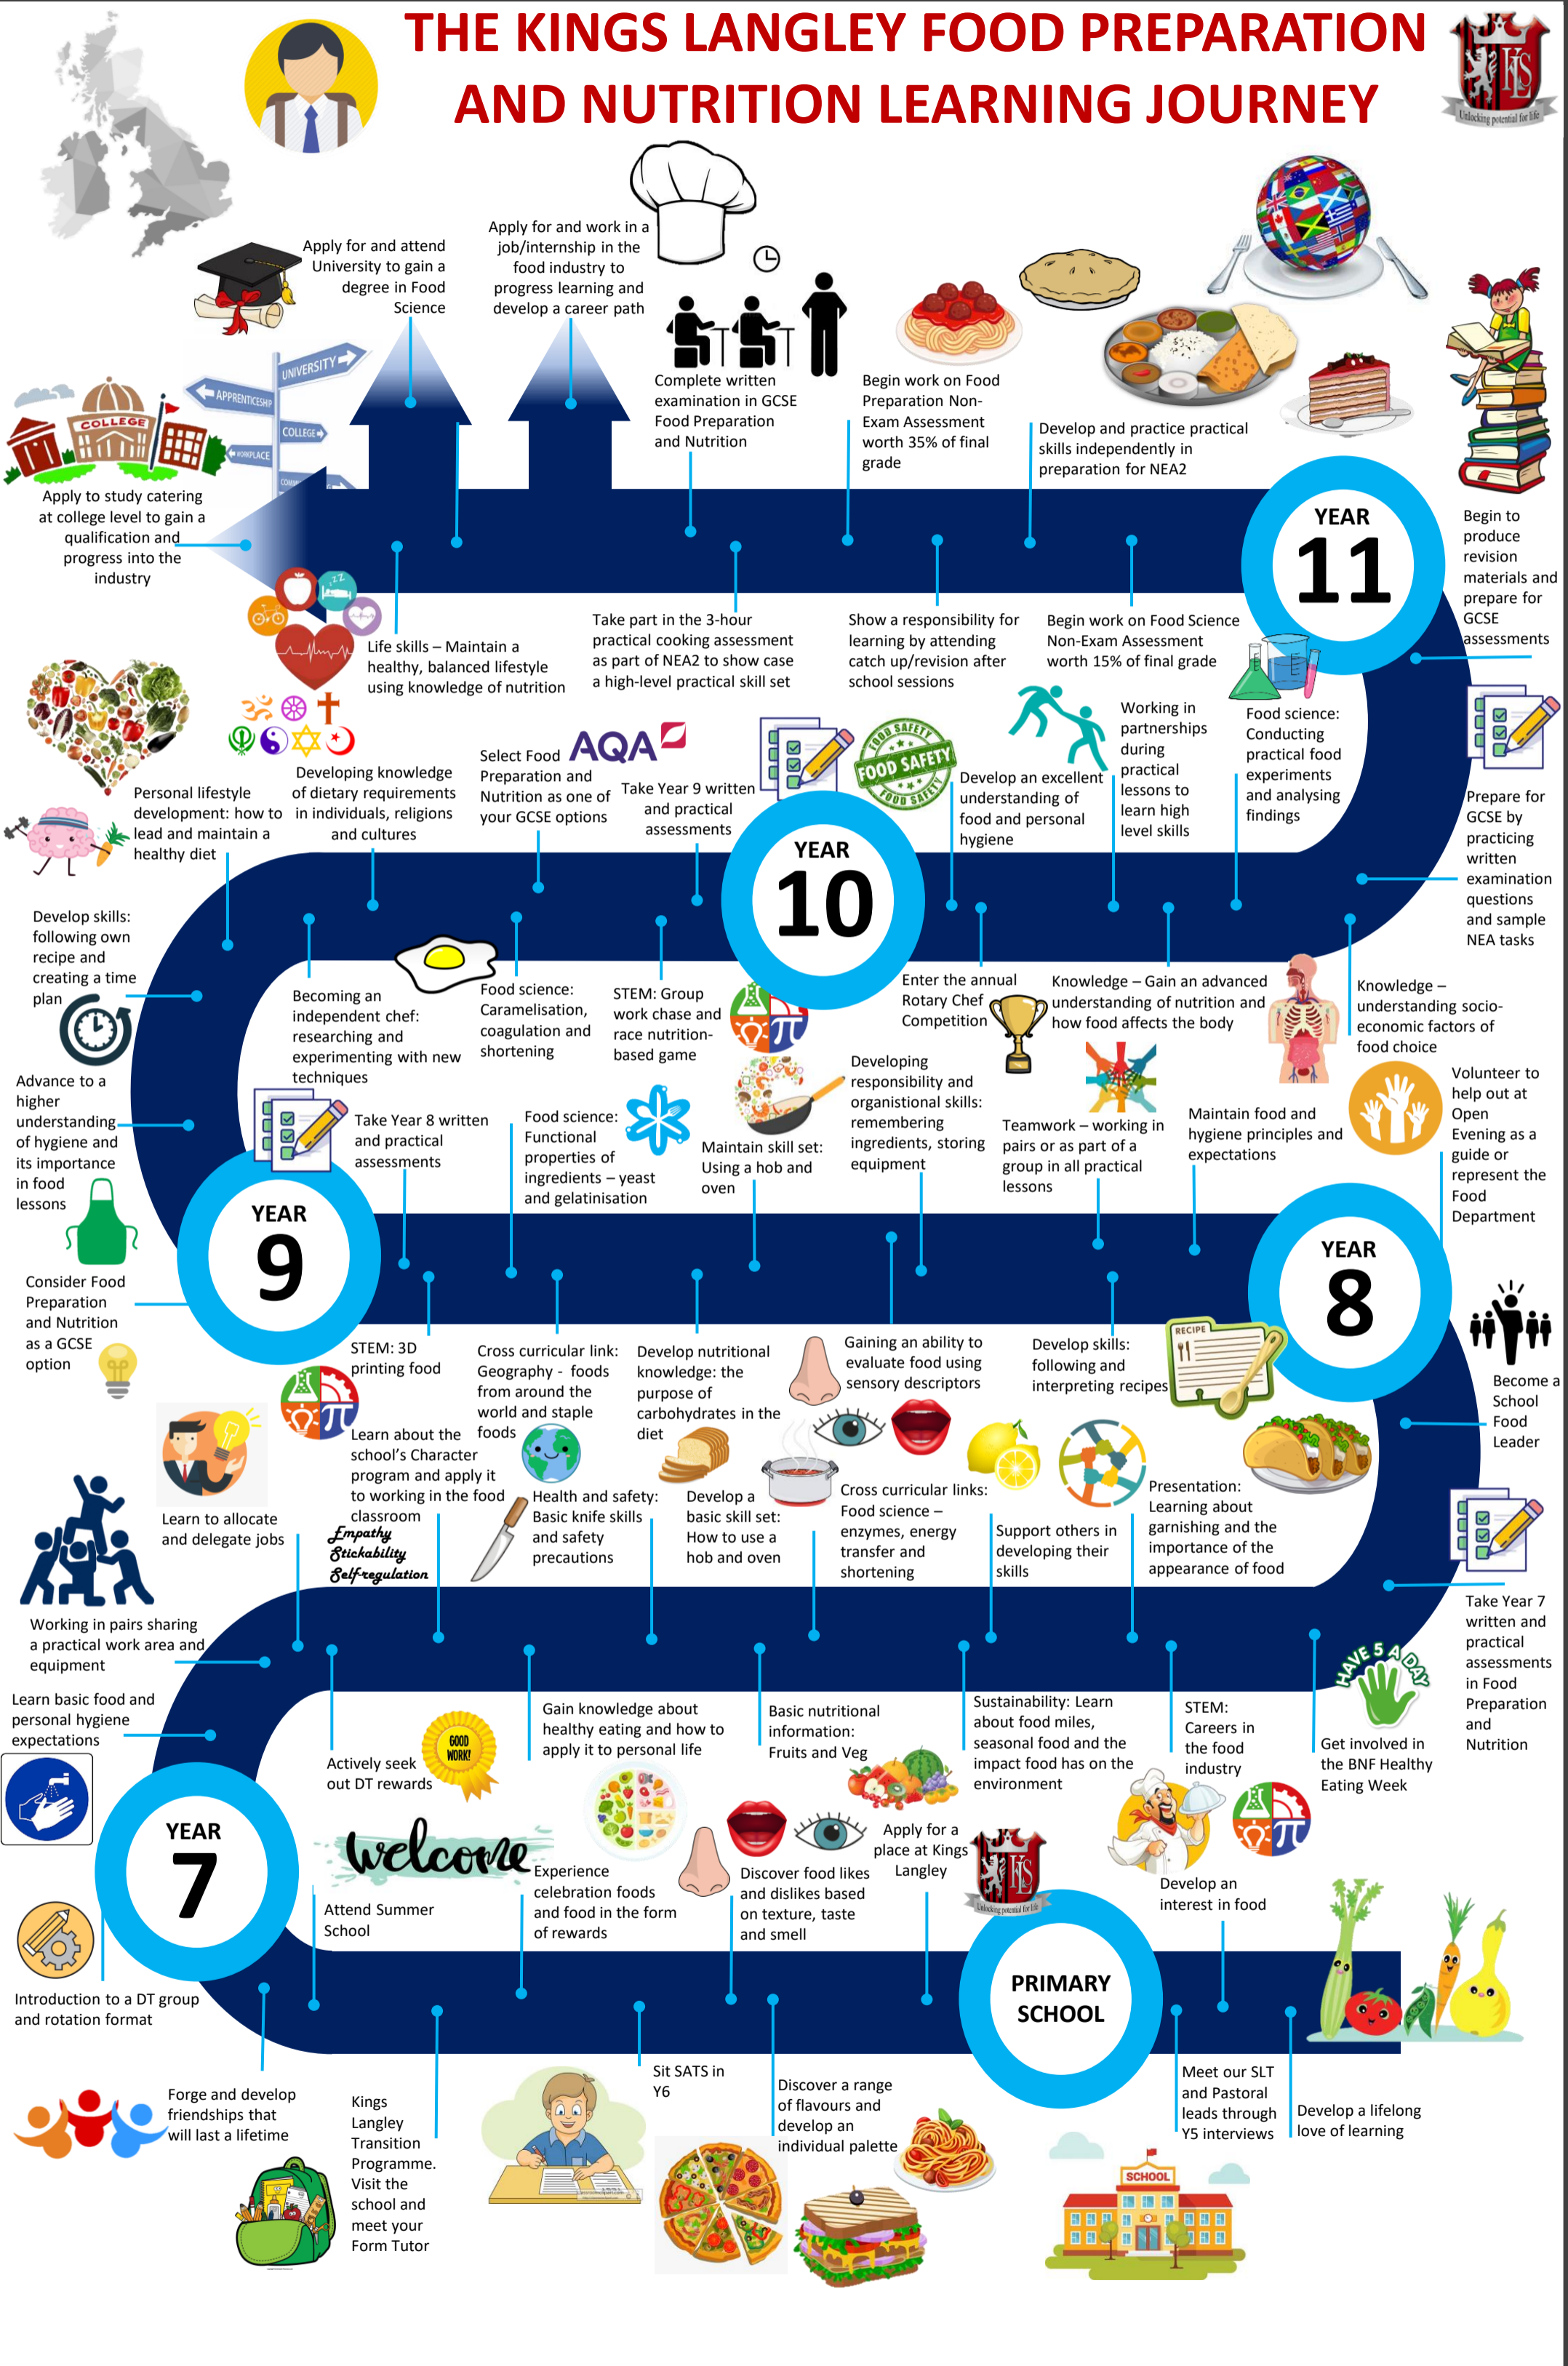 THE KINGS LANGLEY FOOD PREPARATION
AND NUTRITION LEARNING JOURNEY
KLS
Unlocking potential for life
Apply for and attend
University to gain a
degree in Food
Science
Apply for and work in a
job/internship in the
food industry to
progress learning and
develop a career path
UNIVERSITY
APPRENTICESHIP
COLLEGE
WORKPLACE
COLLEGE
Complete written
examination in GCSE
Food Preparation
and Nutrition
Begin work on Food
Preparation Non-
Exam Assessment
worth 35% of final
grade
Develop and practice practical
skills independently in
preparation for NEA2
Apply to study catering
at college level to gain a
qualification and
progress into the
industry
YEAR
11
Begin to
produce
revision
materials and
prepare for
GCSE
assessments
Life skills – Maintain a
healthy, balanced lifestyle
using knowledge of nutrition
Take part in the 3-hour
practical cooking assessment
as part of NEA2 to show case
a high-level practical skill set
Show a responsibility for
learning by attending
catch up/revision after
school sessions
Begin work on Food Science
Non-Exam Assessment
worth 15% of final grade
Personal lifestyle
development: how to
lead and maintain a
healthy diet
Developing knowledge
of dietary requirements
in individuals, religions
and cultures
AQA
Select Food
Preparation and
Nutrition as one of
your GCSE options
Take Year 9 written
and practical
assessments
YEAR
10
FOOD SAFETY
FOOD SAFETY
FOOD SAFETY
Develop an excellent
understanding of
food and personal
hygiene
Working in
partnerships
during
practical
lessons to
learn high
level skills
Food science:
Conducting
practical food
experiments
and analysing
findings
Prepare for
GCSE by
practicing
written
examination
questions
and sample
NEA tasks
Develop skills:
following own
recipe and
creating a time
plan
Becoming an
independent chef:
researching and
experimenting with new
techniques
Food science:
Caramelisation,
coagulation and
shortening
STEM: Group
work chase and
race nutrition-
based game
Enter the annual
Rotary Chef
Competition
Knowledge – Gain an advanced
understanding of nutrition and
how food affects the body
Knowledge –
understanding socio-
economic factors of
food choice
Advance to a
higher
understanding
of hygiene and
its importance
in food
lessons
Take Year 8 written
and practical
assessments
Food science:
Functional
properties of
ingredients – yeast
and gelatinisation
Maintain skill set:
Using a hob and
oven
Developing
responsibility and
organistional skills:
remembering
ingredients, storing
equipment
Teamwork – working in
pairs or as part of a
group in all practical
lessons
Maintain food and
hygiene principles and
expectations
Volunteer to
help out at
Open
Evening as a
guide or
represent the
Food
Department
YEAR
9
YEAR
8
Consider Food
Preparation
and Nutrition
as a GCSE
option
STEM: 3D
printing food
Cross curricular link:
Geography - foods
from around the
world and staple
foods
Develop nutritional
knowledge: the
purpose of
carbohydrates in the
diet
Gaining an ability to
evaluate food using
sensory descriptors
Develop skills:
following and
interpreting recipes
RECIPE
Become a
School
Food
Leader
Learn to allocate
and delegate jobs
Learn about the
school's Character
program and apply it
to working in the food
classroom
Empathy
Stickability
Self-regulation
Health and safety:
Basic knife skills
and safety
precautions
Develop a
basic skill set:
How to use a
hob and oven
Cross curricular links:
Food science –
enzymes, energy
transfer and
shortening
Support others in
developing their
skills
Presentation:
Learning about
garnishing and the
importance of the
appearance of food
Take Year 7
written and
practical
assessments
in Food
Preparation
and
Nutrition
Working in pairs sharing
a practical work area and
equipment
Learn basic food and
personal hygiene
expectations
Actively seek
out DT rewards
GOOD
WORK!
Gain knowledge about
healthy eating and how to
apply it to personal life
Basic nutritional
information:
Fruits and Veg
Sustainability: Learn
about food miles,
seasonal food and the
impact food has on the
environment
STEM:
Careers in
the food
industry
HAVE 5 A DAY
Get involved in
the BNF Healthy
Eating Week
YEAR
7
welcome
Attend Summer
School
Experience
celebration foods
and food in the form
of rewards
Discover food likes
and dislikes based
on texture, taste
and smell
Apply for a
place at Kings
Langley
KLS
Unlocking potential for life
PRIMARY
SCHOOL
Develop an
interest in food
Introduction to a DT group
and rotation format
Forge and develop
friendships that
will last a lifetime
Kings
Langley
Transition
Programme.
Visit the
school and
meet your
Form Tutor
Sit SATS in
Y6
Discover a range
of flavours and
develop an
individual palette
Meet our SLT
and Pastoral
leads through
Y5 interviews
Develop a lifelong
love of learning
SCHOOL